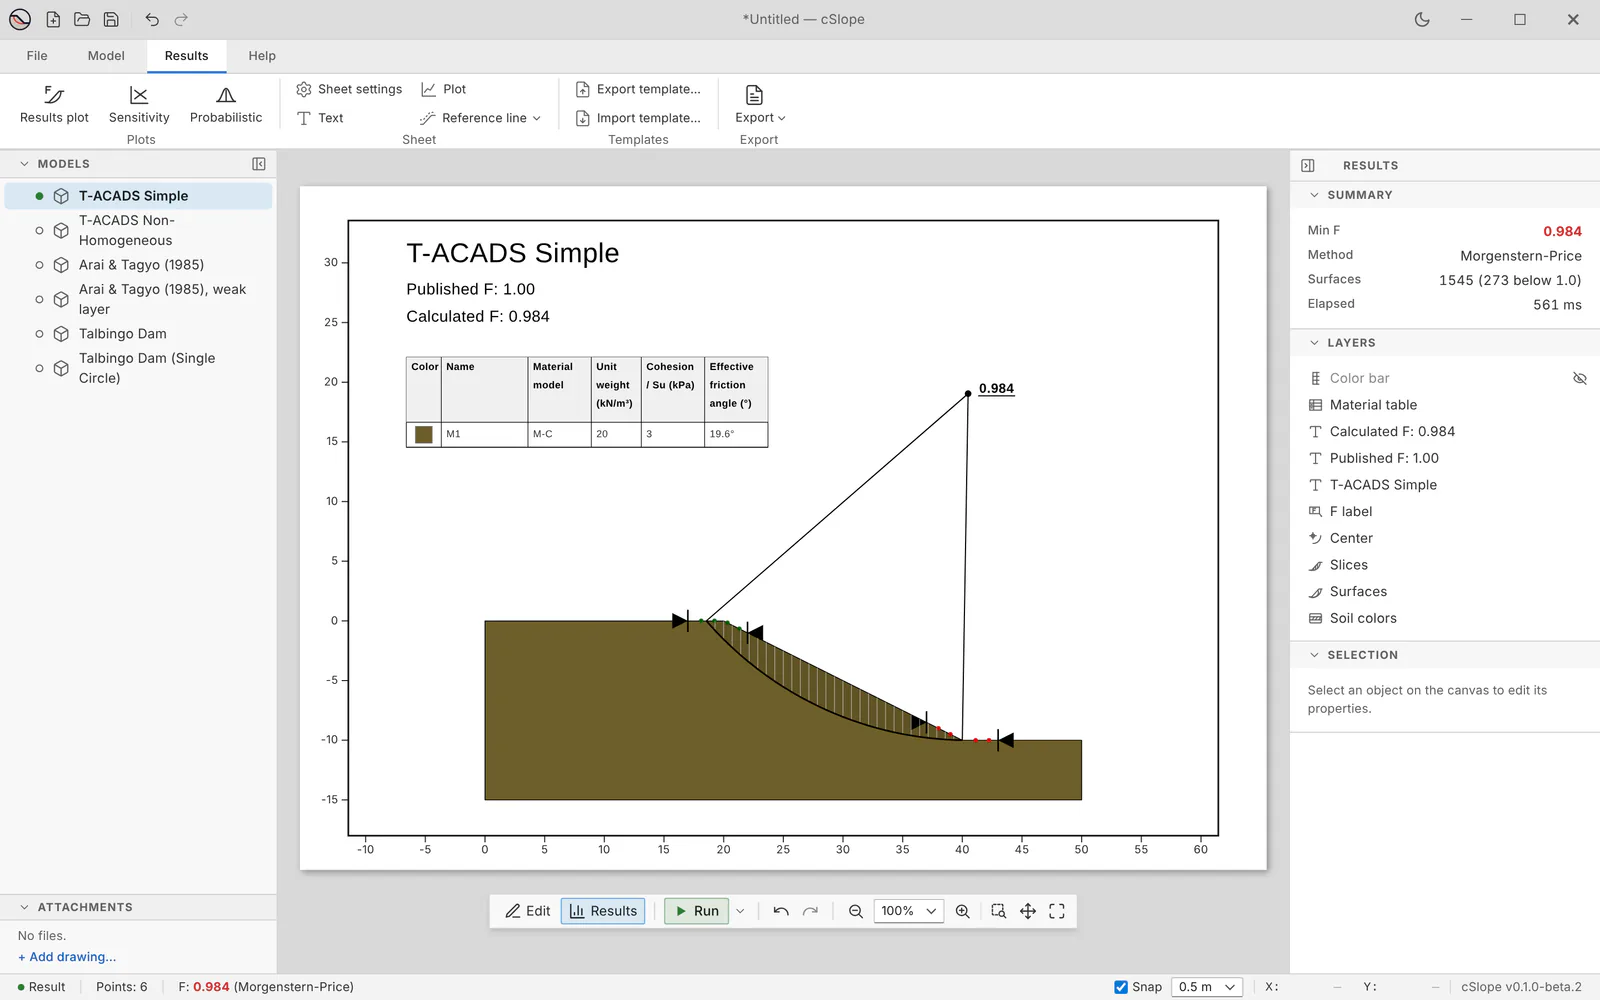 *Untitled — cSlope
File
Model
Results
Help
Results plot
Sensitivity
Probabilistic
Plots
Sheet settings
Plot
Text
Reference line
Sheet
Export template...
Import template...
Templates
Export
Export
MODELS
T-ACADS Simple
T-ACADS Non-
Homogeneous
Arai & Tagyo (1985)
Arai & Tagyo (1985), weak
layer
Talbingo Dam
Talbingo Dam (Single
Circle)
ATTACHMENTS
No files.
+ Add drawing...
T-ACADS Simple
Published F: 1.00
Calculated F: 0.984
Color
Name
Material
model
Unit
weight
(kN/m³)
Cohesion
/ Su (kPa)
Effective
friction
angle (°)
M1
M-C
20
3
19.6°
0.984
30
25
20
15
10
5
0
-5
-10
-15
-10
-5
0
5
10
15
20
25
30
35
40
45
50
55
60
Edit
Results
Run
100%
RESULTS
SUMMARY
Min F 0.984
Method Morgenstern-Price
Surfaces 1545 (273 below 1.0)
Elapsed 561 ms
LAYERS
Color bar
Material table
Calculated F: 0.984
Published F: 1.00
T-ACADS Simple
F label
Center
Slices
Surfaces
Soil colors
SELECTION
Select an object on the canvas to edit its
properties.
Result
Points: 6
F: 0.984 (Morgenstern-Price)
Snap
0.5 m
X: –
Y: –
cSlope v0.1.0-beta.2